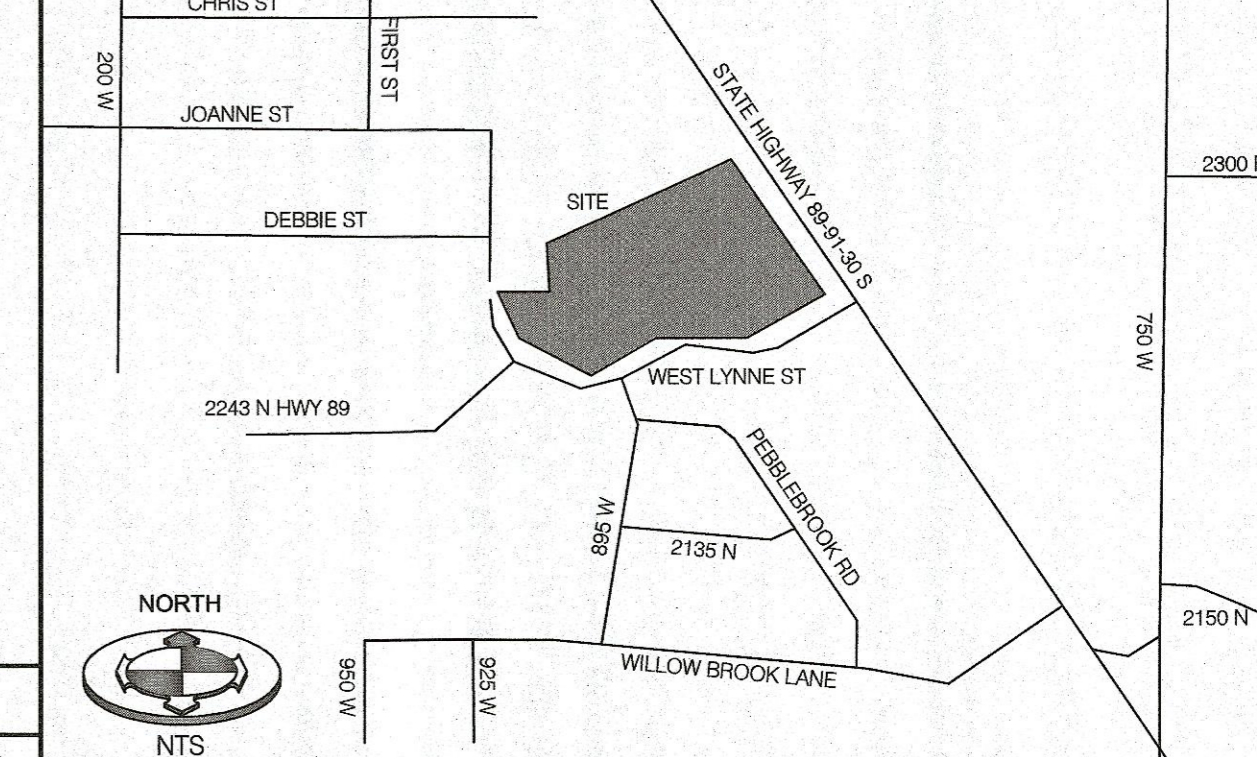 CHRIS ST
FIRST ST
200 W
JOANNE ST
STATE HIGHWAY 89-91-30 S
2300
SITE
DEBBIE ST
750 W
WEST LYNNE ST
2243 N HWY 89
PEBBLEBROOK RD
895 W
2135 N
NORTH
2150 N
WILLOW BROOK LANE
950 W
925 W
NTS